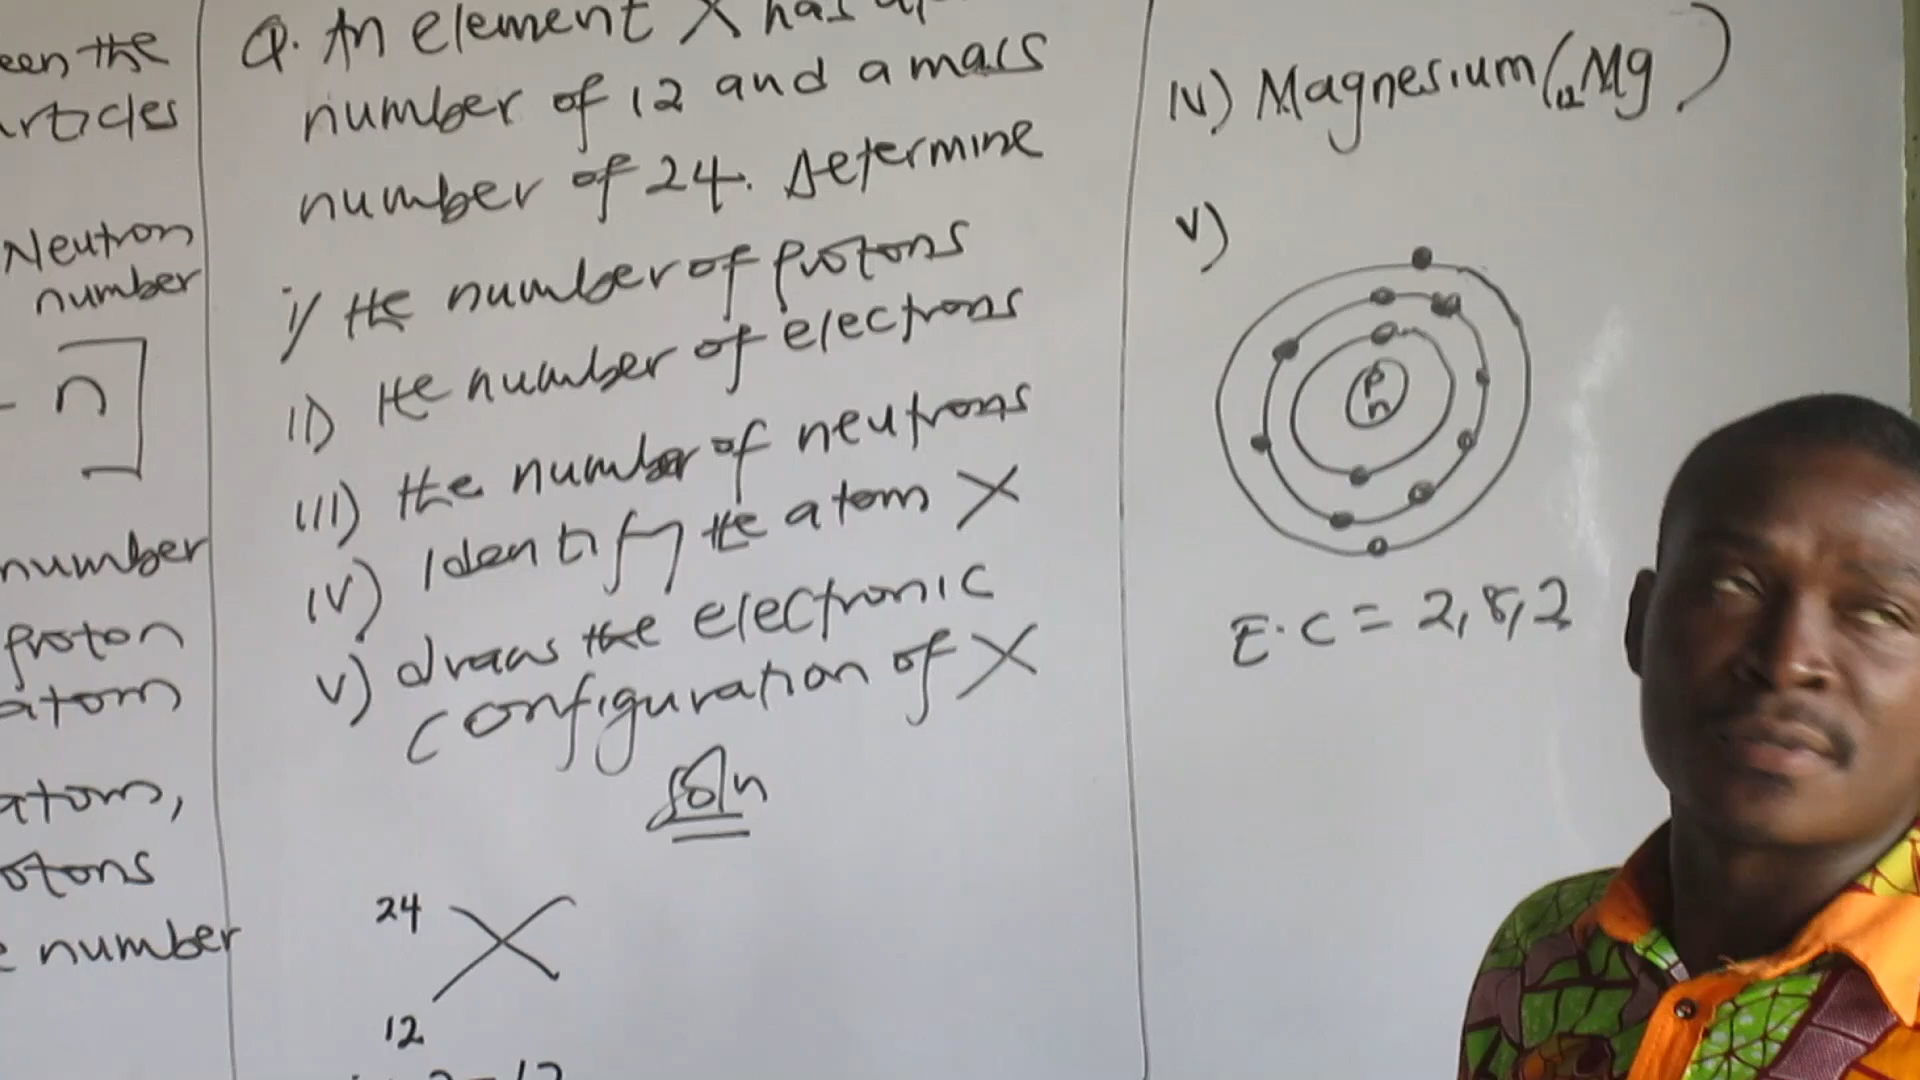 een the
rticles
Neutron
number
- n]
number
proton
atom
atom,
otons
e number
Q. An element X has
number of 12 and a mass
number of 24. Determine
i) the number of protons
ii) the number of electrons
iii) the number of neutrons
iv) Identify the atom X
v) draws the electronic
configuration of X
soln
24
X
12
iv) Magnesium (12Mg)
v)
p
n
E.C = 2,8,2